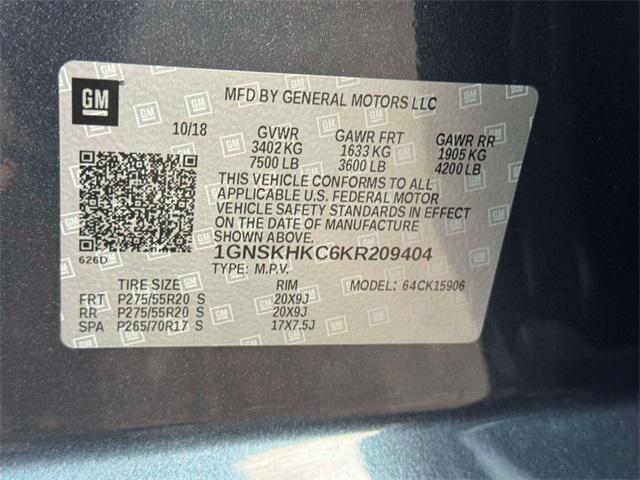 GM
MFD BY GENERAL MOTORS LLC
10/18 GVWR GAWR FRT GAWR RR
3402 KG 1633 KG 1905 KG
7500 LB 3600 LB 4200 LB
THIS VEHICLE CONFORMS TO ALL
APPLICABLE U.S. FEDERAL MOTOR
VEHICLE SAFETY STANDARDS IN EFFECT
ON THE DATE OF MANUFACTURE
SHOWN ABOVE.
626D 1GNSKHKC6KR209404
TYPE: M.P.V. MODEL: 64CK15906
TIRE SIZE RIM
FRT P275/55R20 S 20X9J
RR P275/55R20 S 20X9J
SPA P265/70R17 S 17X7.5J